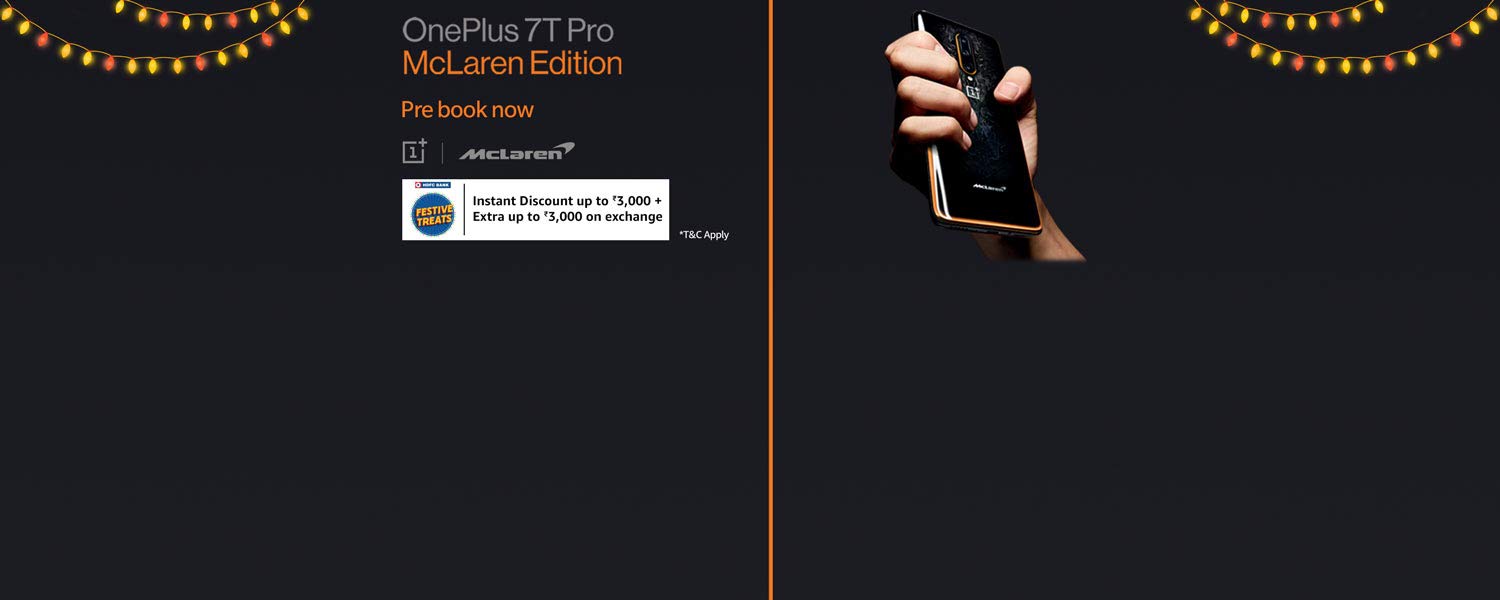 OnePlus 7T Pro
McLaren Edition
Pre book now
1+
McLaren
HDFC BANK
FESTIVE
TREATS
Instant Discount up to ₹3,000 +
Extra up to ₹3,000 on exchange
*T&C Apply
1+
McLaren